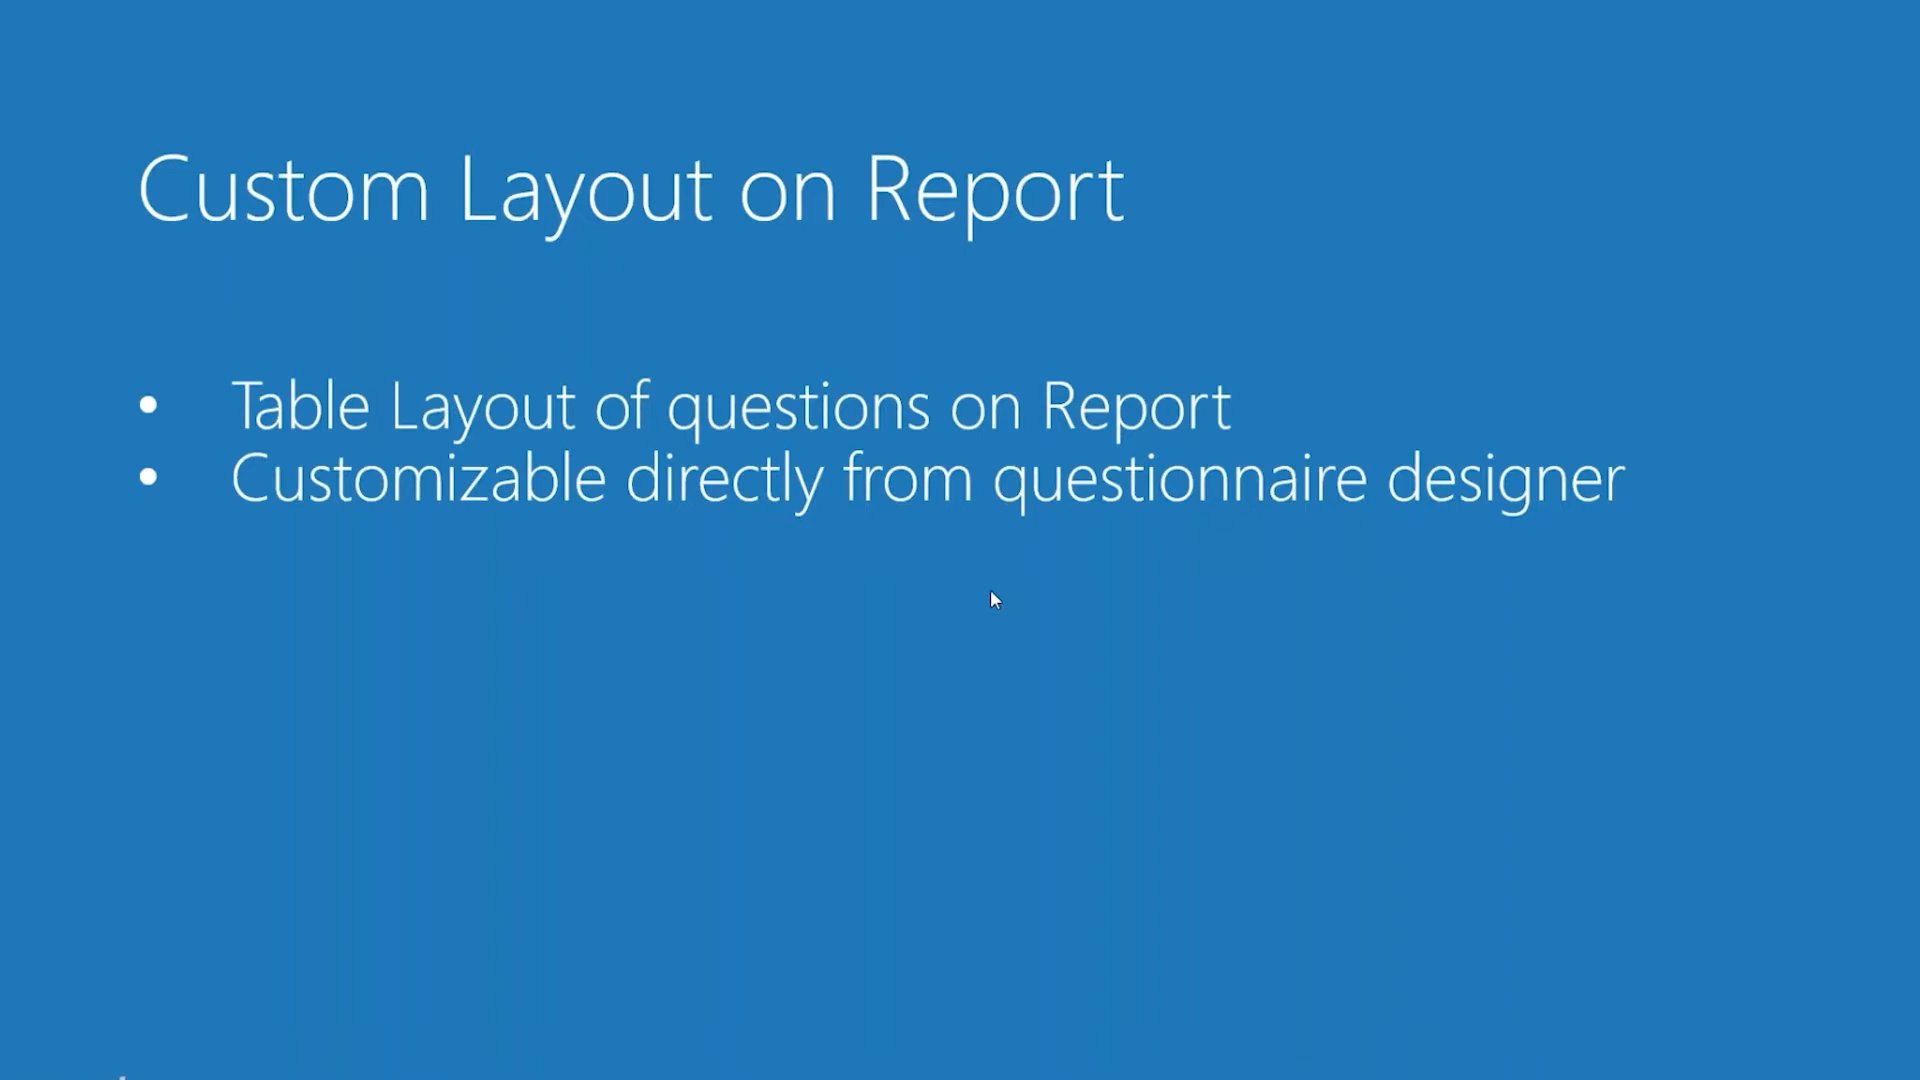 Custom Layout on Report
• Table Layout of questions on Report
• Customizable directly from questionnaire designer